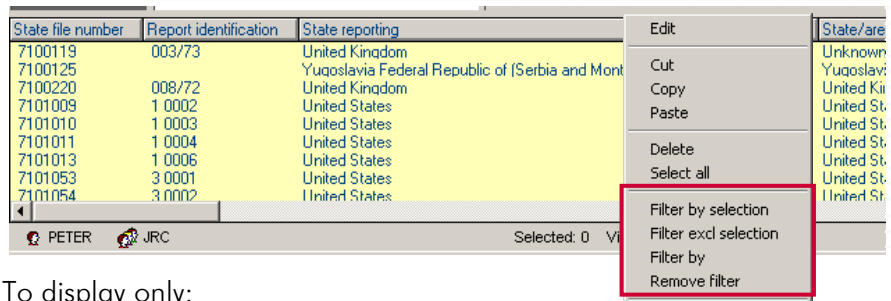 State file number Report identification State reporting State/are
7100119 003/73 United Kingdom Unknown
7100125 Yugoslavia Federal Republic of (Serbia and Mont Yugoslavi
7100220 008/72 United Kingdom United Ki
7101009 1 0002 United States United St
7101010 1 0003 United States United St
7101011 1 0004 United States United St
7101013 1 0006 United States United St
7101053 3 0001 United States United St
7101054 3 0002 United States United St
Edit
Cut
Copy
Paste
Delete
Select all
Filter by selection
Filter excl selection
Filter by
Remove filter
PETER JRC Selected: 0 Vi
To display only: